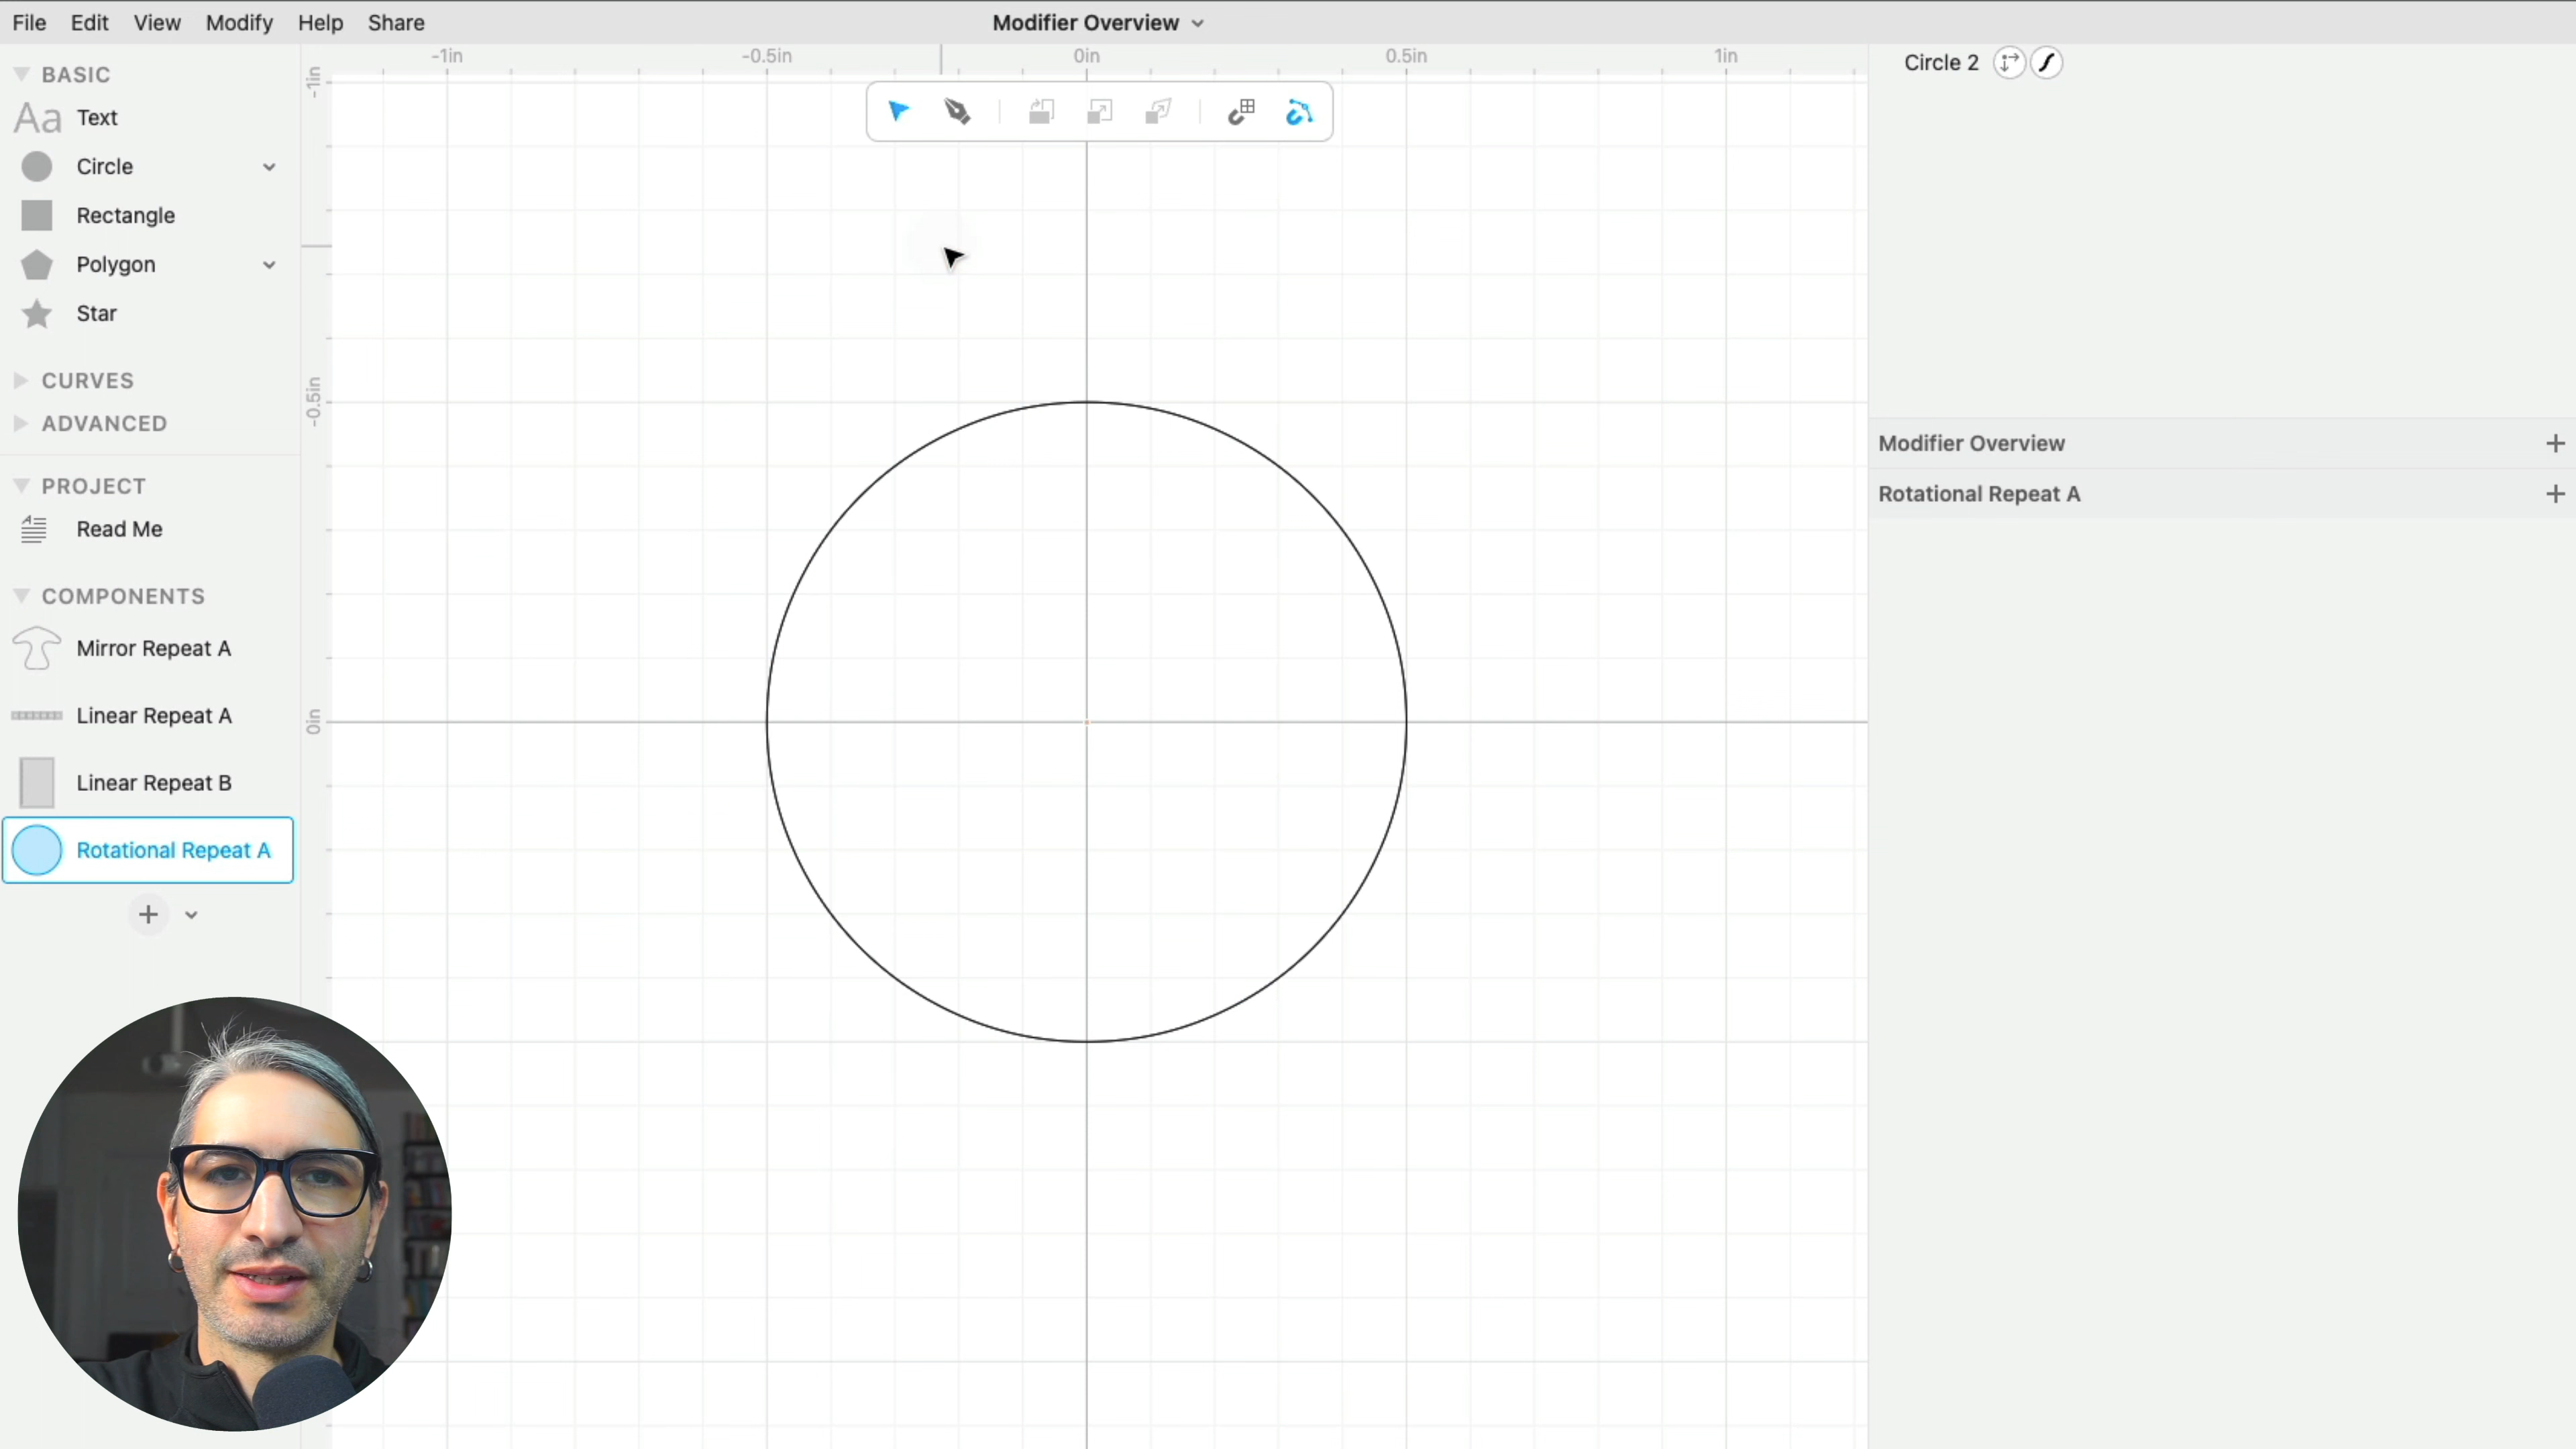 File Edit View Modify Help Share
Modifier Overview
BASIC
Aa Text
Circle
Rectangle
Polygon
Star
CURVES
ADVANCED
PROJECT
Read Me
COMPONENTS
Mirror Repeat A
Linear Repeat A
Linear Repeat B
Rotational Repeat A
-1in -0.5in 0in 0.5in 1in
-1in
-0.5in
0in
Circle 2
Modifier Overview
Rotational Repeat A